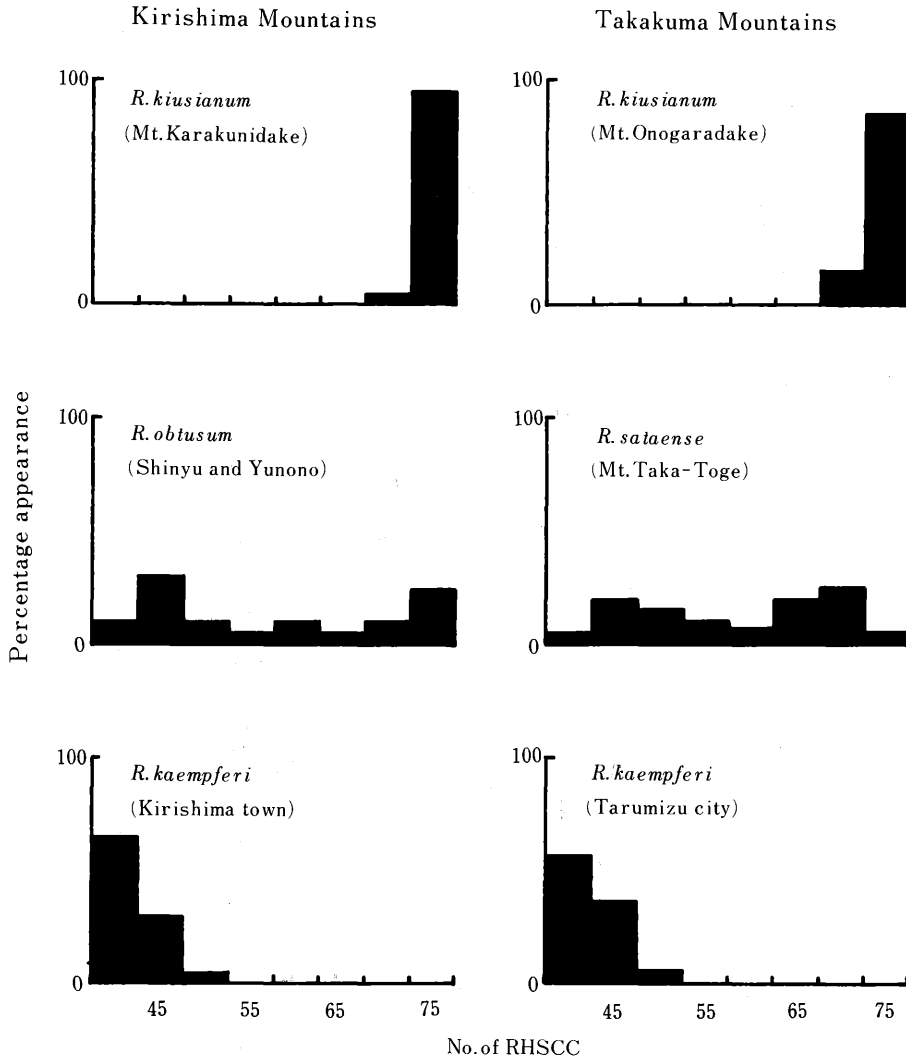 Kirishima Mountains
Takakuma Mountains
100
R.kiusianum
(Mt.Karakunidake)
0
100
R.kiusianum
(Mt.Onogaradake)
0
Percentage appearance
100
R.obtusum
(Shinyu and Yunono)
0
100
R.sataense
(Mt.Taka-Toge)
0
100
R.kaempferi
(Kirishima town)
0
100
R.kaempferi
(Tarumizu city)
0
45 55 65 75
45 55 65 75
No.of RHSCC